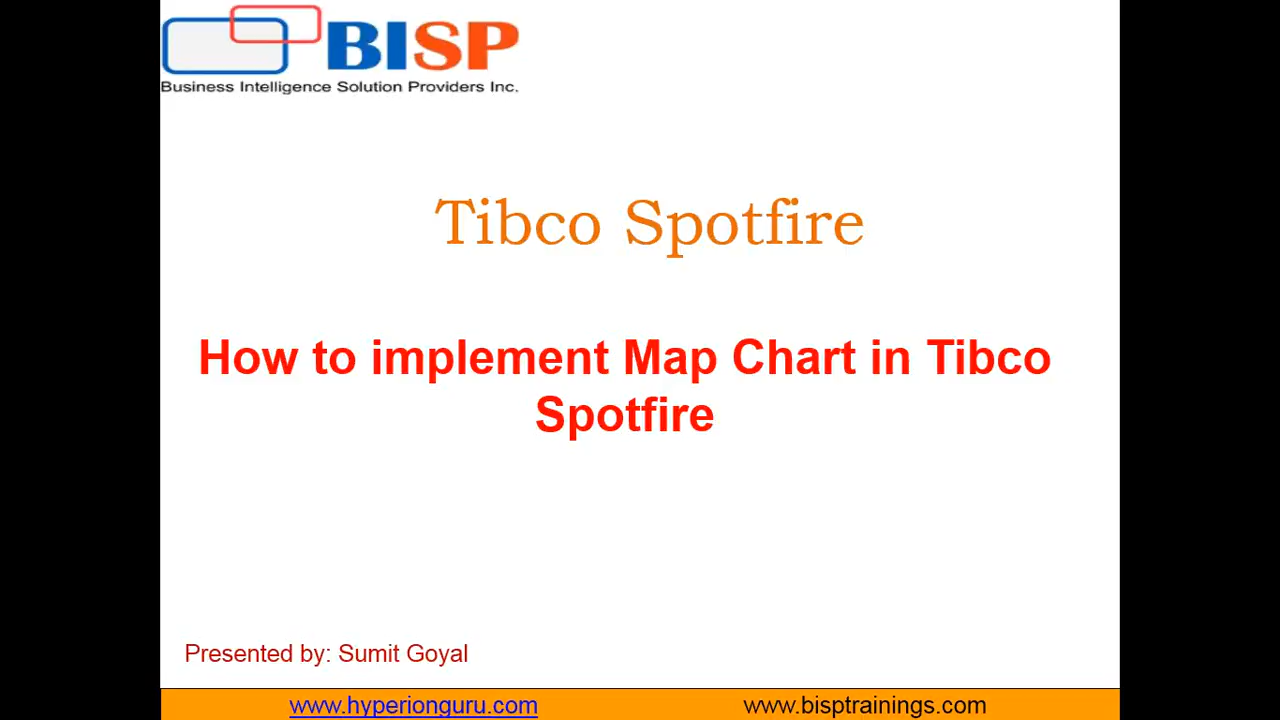 BISP
Business Intelligence Solution Providers Inc.
Tibco Spotfire
How to implement Map Chart in Tibco
Spotfire
Presented by: Sumit Goyal
www.hyperionguru.com
www.bisptrainings.com